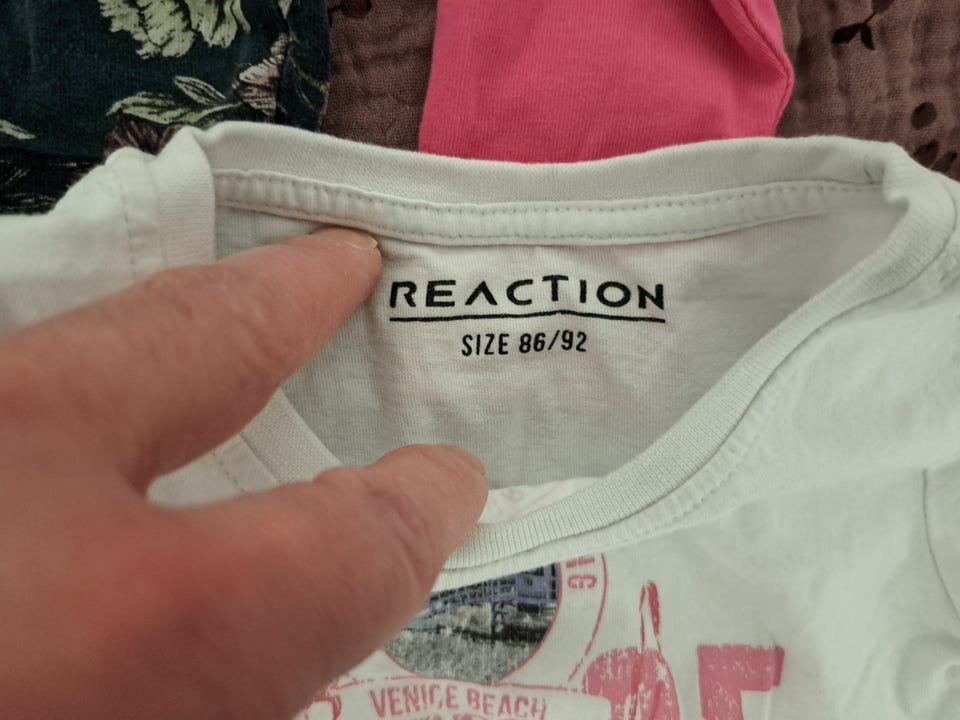 REACTION
SIZE 86/92
VENICE BEACH